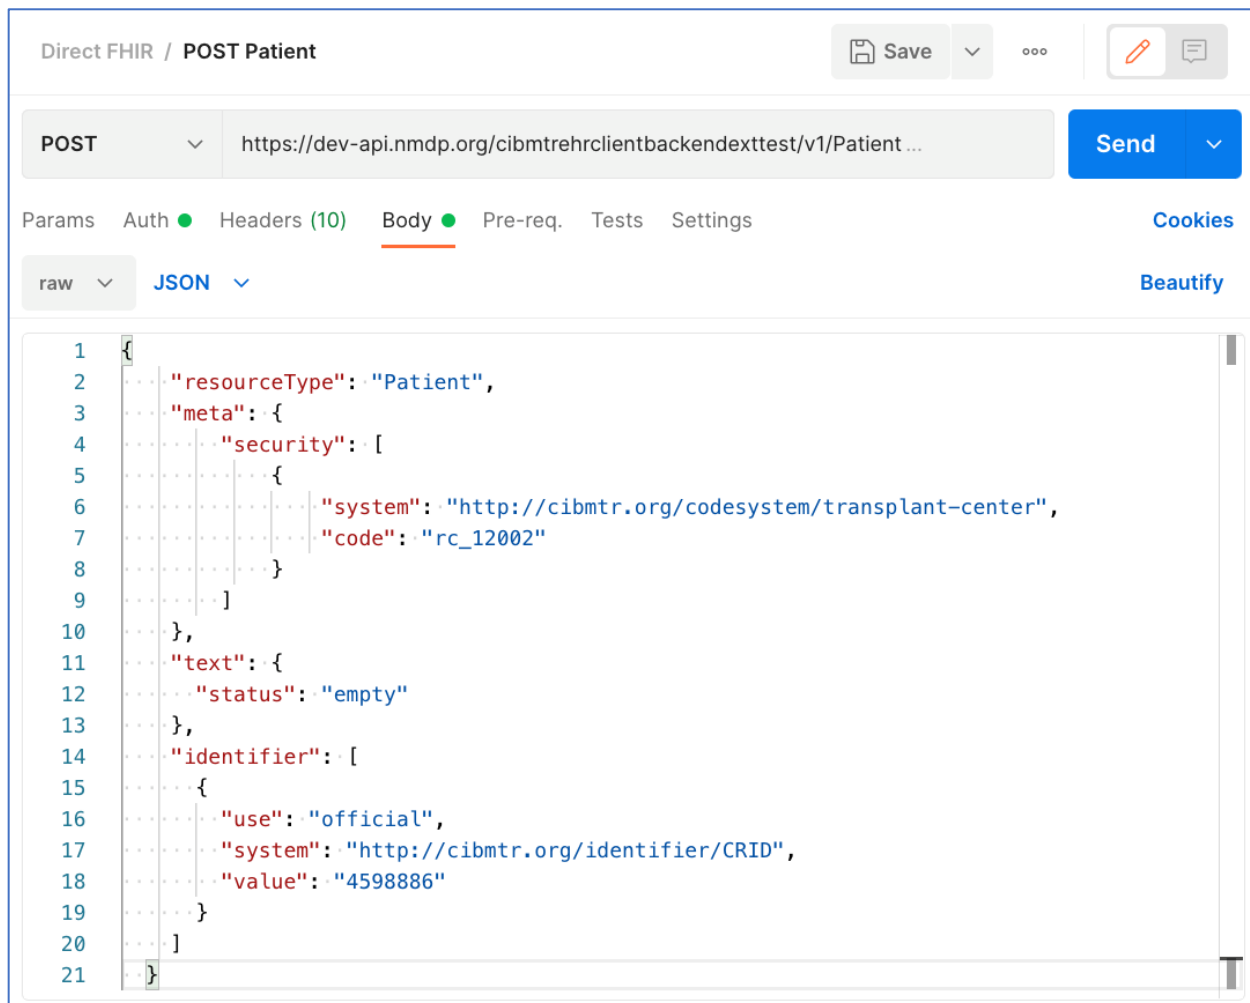 Direct FHIR / POST Patient Save ooo
POST https://dev-api.nmdp.org/cibmtrehrclientbackendexttest/v1/Patient ... Send
Params Auth Headers (10) Body Pre-req. Tests Settings Cookies
raw JSON Beautify
1 {
2 "resourceType": "Patient",
3 "meta": {
4 "security": [
5 {
6 "system": "http://cibmtr.org/codesystem/transplant-center",
7 "code": "rc_12002"
8 }
9 ]
10 },
11 "text": {
12 "status": "empty"
13 },
14 "identifier": [
15 {
16 "use": "official",
17 "system": "http://cibmtr.org/identifier/CRID",
18 "value": "4598886"
19 }
20 ]
21 }